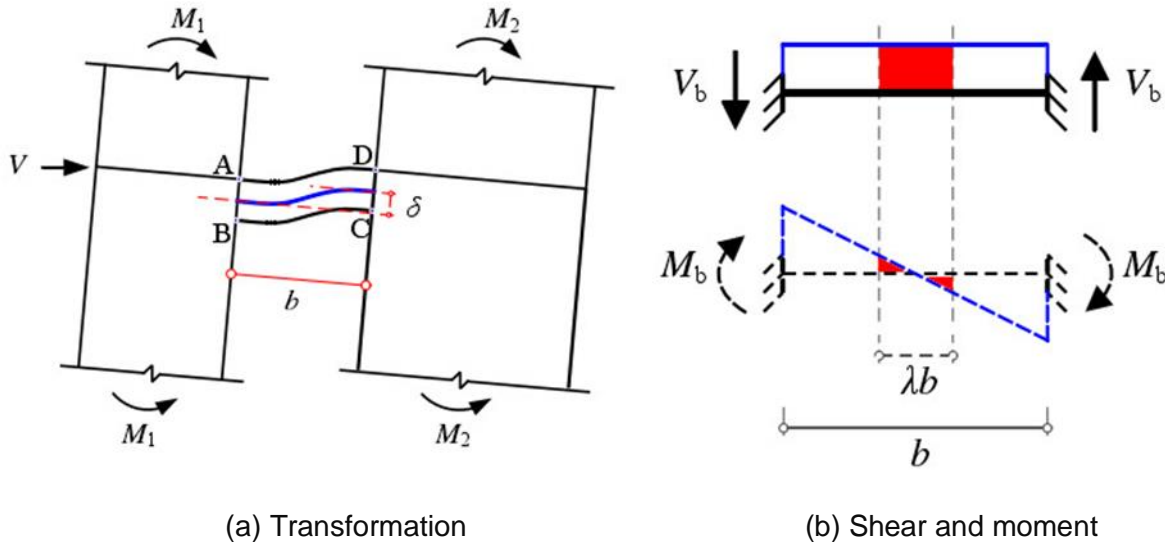 M1
M2
V
A
D
B
C
δ
b
M1
M2
Vb
Vb
Mb
Mb
λb
b
(a) Transformation
(b) Shear and moment